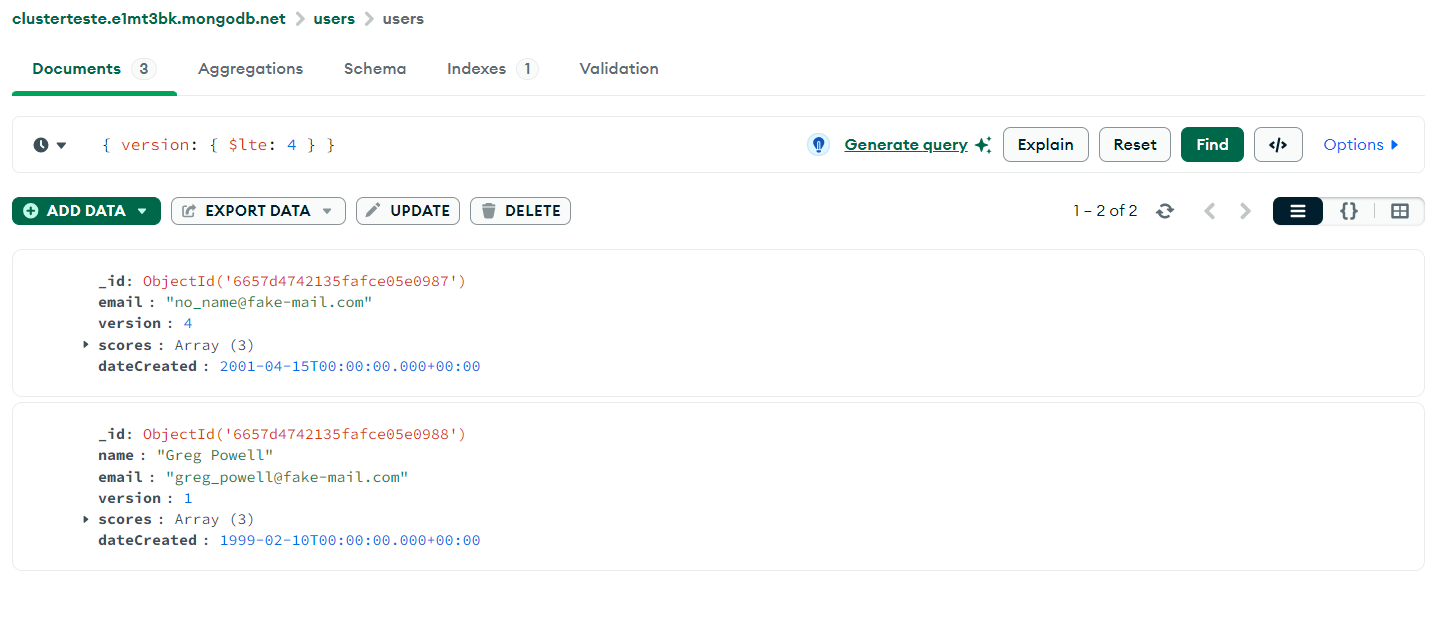 clusterteste.e1mt3bk.mongodb.net > users > users
Documents 3 Aggregations Schema Indexes 1 Validation
{ version: { $lte: 4 } } Generate query Explain Reset Find </> Options
ADD DATA EXPORT DATA UPDATE DELETE 1 – 2 of 2 {}
_id: ObjectId('6657d4742135fafce05e0987')
email : "no_name@fake-mail.com"
version : 4
scores : Array (3)
dateCreated : 2001-04-15T00:00:00.000+00:00
_id: ObjectId('6657d4742135fafce05e0988')
name : "Greg Powell"
email : "greg_powell@fake-mail.com"
version : 1
scores : Array (3)
dateCreated : 1999-02-10T00:00:00.000+00:00